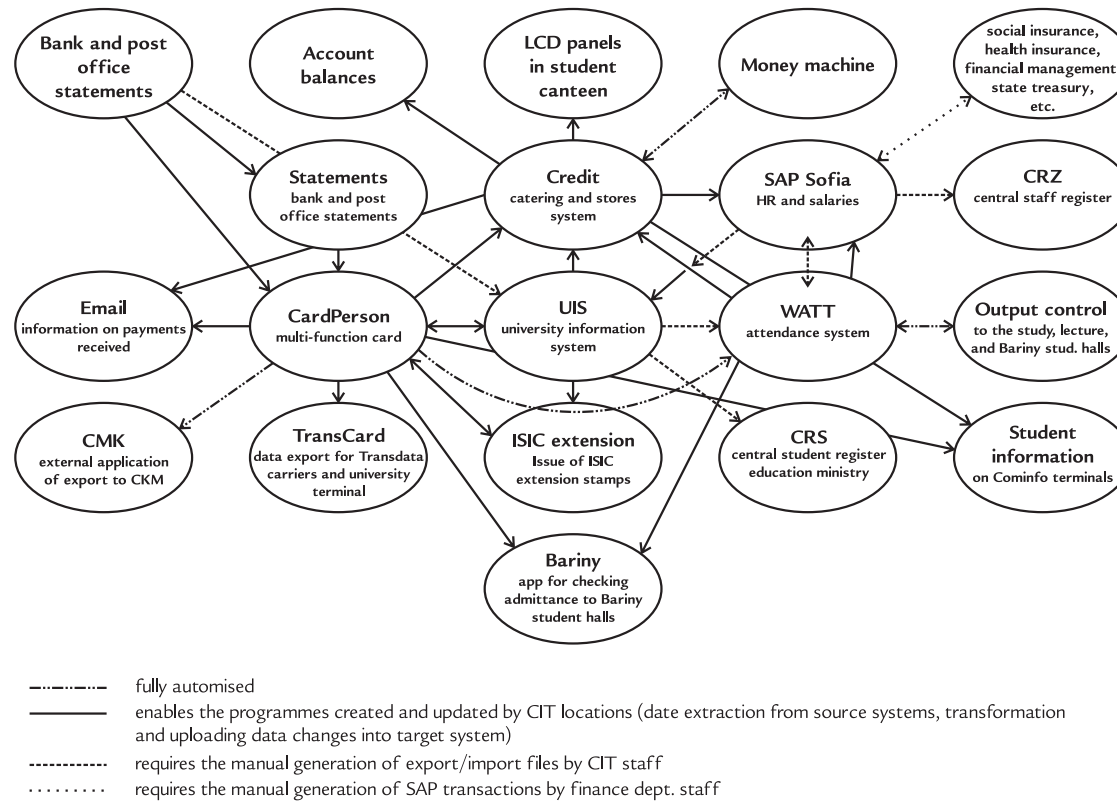 Bank and post
office
statements
Account
balances
LCD panels
in student
canteen
Money machine
social insurance,
health insurance,
financial management
state treasury,
etc.
Statements
bank and post
office statements
Credit
catering and stores
system
SAP Sofia
HR and salaries
CRZ
central staff register
Email
information on payments
received
CardPerson
multi-function card
UIS
university information
system
WATT
attendance system
Output control
to the study, lecture,
and Bariny stud. halls
CMK
external application
of export to CKM
TransCard
data export for Transdata
carriers and university
terminal
ISIC extension
Issue of ISIC
extension stamps
CRS
central student register
education ministry
Student
information
on Cominfo terminals
Bariny
app for checking
admittance to Bariny
student halls
fully automised
enables the programmes created and updated by CIT locations (date extraction from source systems, transformation
and uploading data changes into target system)
requires the manual generation of export/import files by CIT staff
requires the manual generation of SAP transactions by finance dept. staff